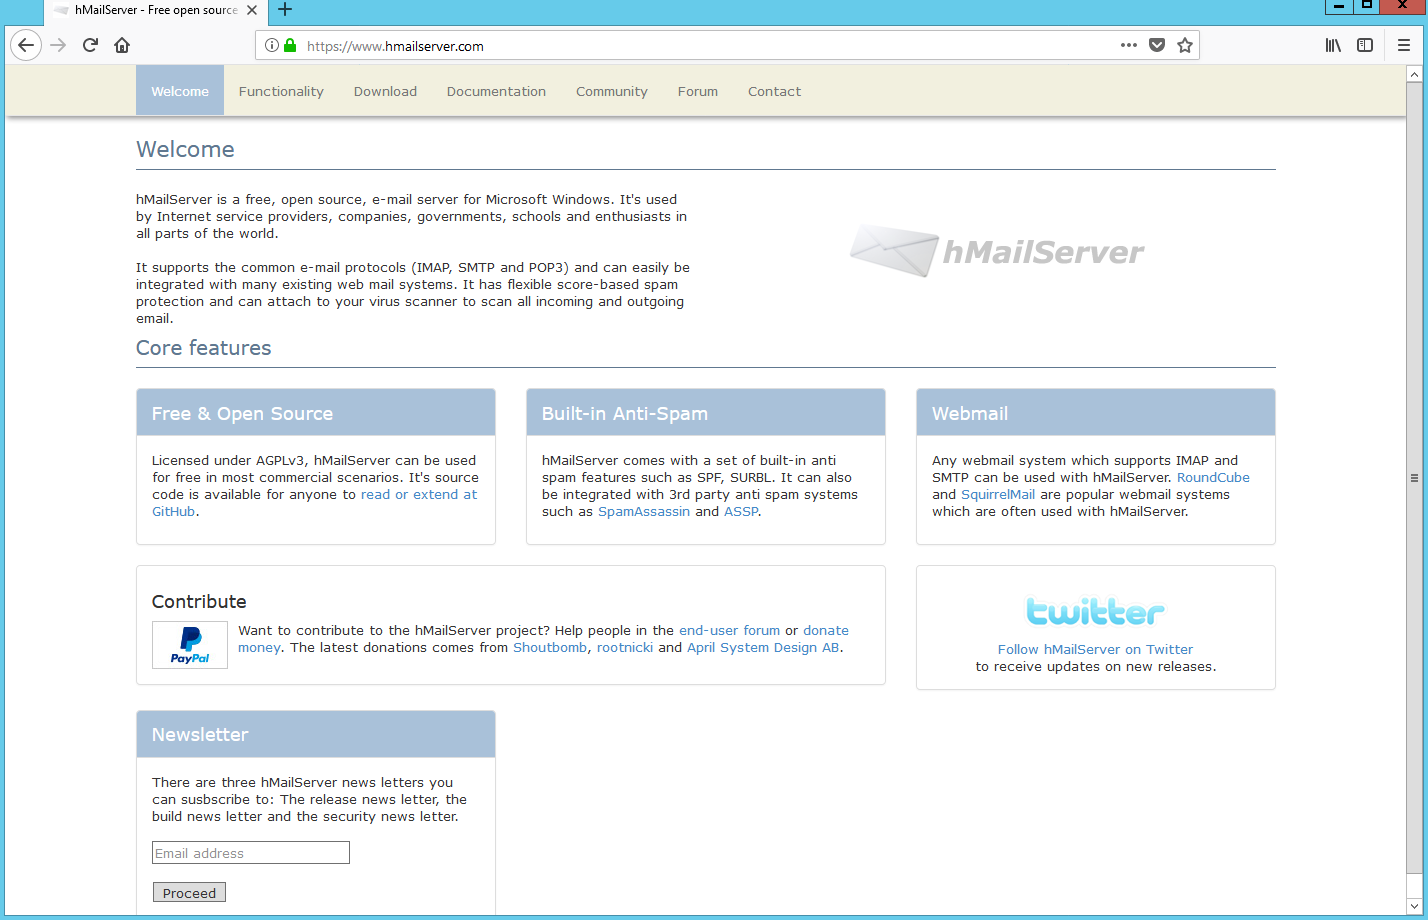 hMailServer - Free open source
https://www.hmailserver.com
Welcome Functionality Download Documentation Community Forum Contact
Welcome
hMailServer is a free, open source, e-mail server for Microsoft Windows. It's used
by Internet service providers, companies, governments, schools and enthusiasts in
all parts of the world.
It supports the common e-mail protocols (IMAP, SMTP and POP3) and can easily be
integrated with many existing web mail systems. It has flexible score-based spam
protection and can attach to your virus scanner to scan all incoming and outgoing
email.
hMailServer
Core features
Free & Open Source
Licensed under AGPLv3, hMailServer can be used
for free in most commercial scenarios. It's source
code is available for anyone to read or extend at
GitHub.
Built-in Anti-Spam
hMailServer comes with a set of built-in anti
spam features such as SPF, SURBL. It can also
be integrated with 3rd party anti spam systems
such as SpamAssassin and ASSP.
Webmail
Any webmail system which supports IMAP and
SMTP can be used with hMailServer. RoundCube
and SquirrelMail are popular webmail systems
which are often used with hMailServer.
Contribute
PayPal
Want to contribute to the hMailServer project? Help people in the end-user forum or donate
money. The latest donations comes from Shoutbomb, rootnicki and April System Design AB.
twitter
Follow hMailServer on Twitter
to receive updates on new releases.
Newsletter
There are three hMailServer news letters you
can susbscribe to: The release news letter, the
build news letter and the security news letter.
Email address
Proceed